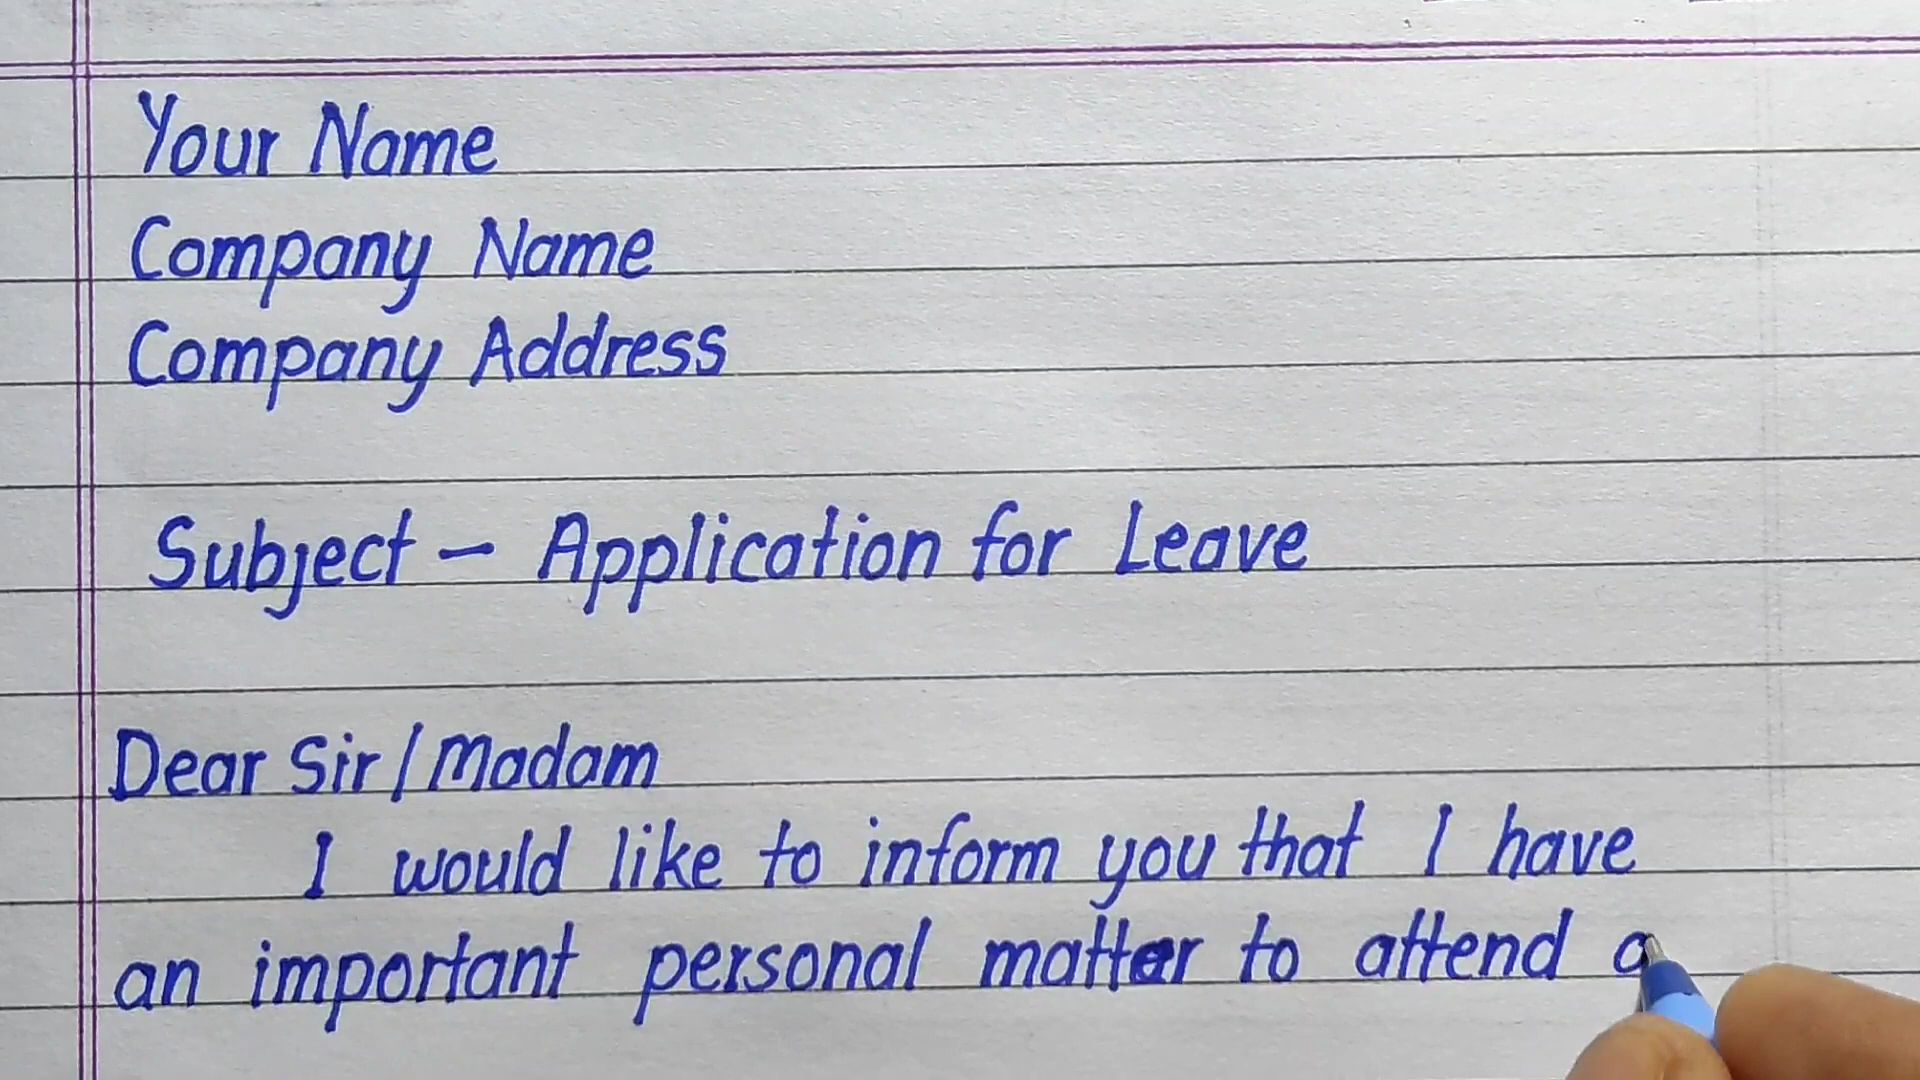 Your Name
Company Name
Company Address
Subject – Application for Leave
Dear Sir/Madam
I would like to inform you that I have
an important personal matter to attend a